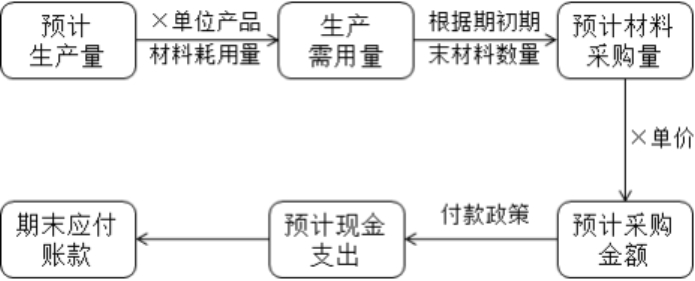 预计
生产量
×单位产品
材料耗用量
生产
需用量
根据期初期
末材料数量
预计材料
采购量
×单价
预计采购
金额
付款政策
预计现金
支出
期末应付
账款